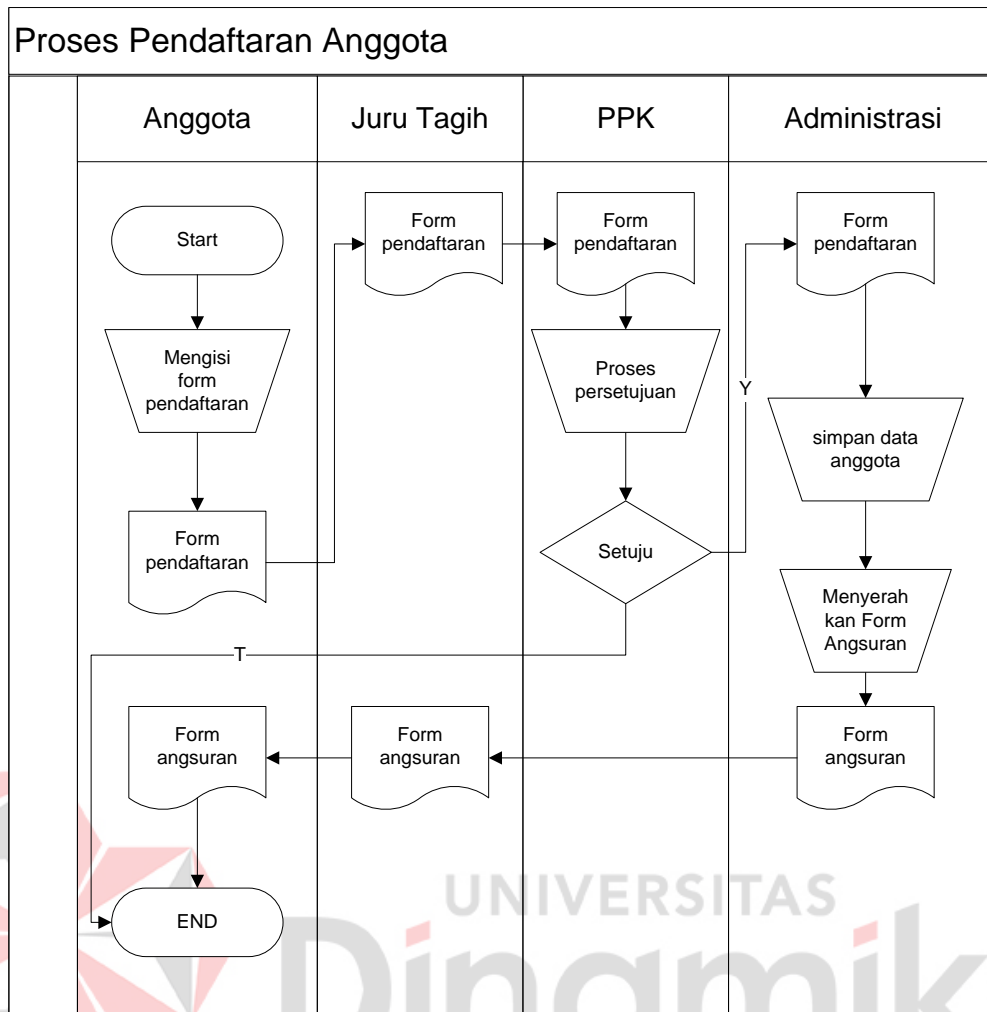 Proses Pendaftaran Anggota
Anggota
Juru Tagih
PPK
Administrasi
Start
Mengisi
form
pendaftaran
Form
pendaftaran
Form
pendaftaran
Form
pendaftaran
Proses
persetujuan
Setuju
Y
T
Form
pendaftaran
simpan data
anggota
Menyerah
kan Form
Angsuran
Form
angsuran
Form
angsuran
Form
angsuran
END
UNIVERSITAS
Dinamik